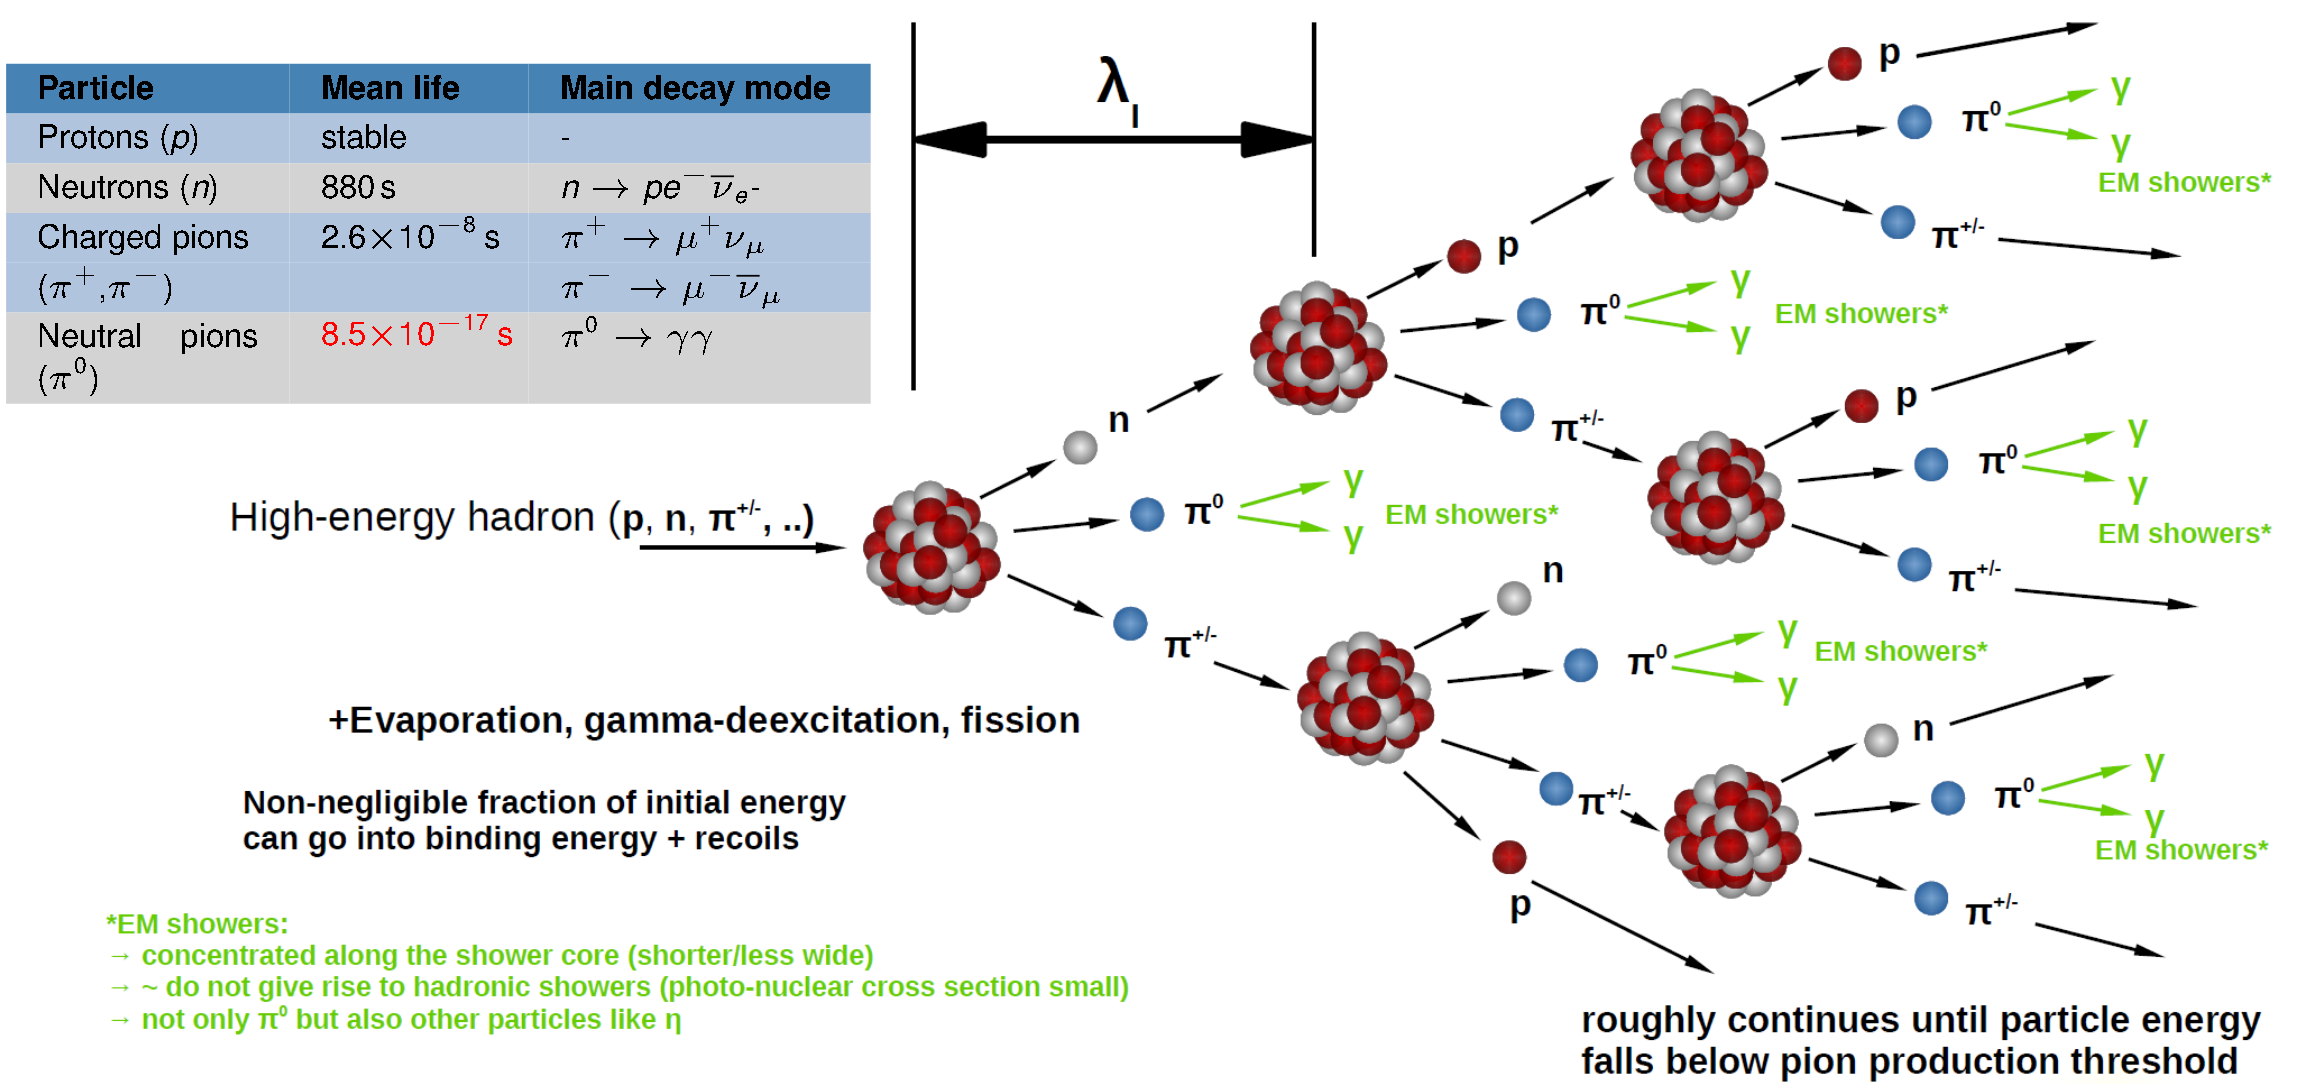 Particle Mean life Main decay mode
Protons (p) stable -
Neutrons (n) 880 s n → pe⁻ν̅ₑ-
Charged pions 2.6×10⁻⁸ s π⁺ → μ⁺ν_μ
(π⁺,π⁻) π⁻ → μ⁻ν̅_μ
Neutral pions 8.5×10⁻¹⁷ s π⁰ → γγ
(π⁰)
λ_I
High-energy hadron (p, n, π⁺/⁻, ..)
n
π⁰
γ
γ
EM showers*
π⁺/⁻
p
π⁰
γ
γ
EM showers*
π⁺/⁻
n
π⁰
γ
γ
EM showers*
π⁺/⁻
p
p
π⁰
γ
γ
EM showers*
π⁺/⁻
p
π⁰
γ
γ
EM showers*
π⁺/⁻
n
π⁰
γ
γ
EM showers*
π⁺/⁻
+Evaporation, gamma-deexcitation, fission
Non-negligible fraction of initial energy
can go into binding energy + recoils
*EM showers:
→ concentrated along the shower core (shorter/less wide)
→ ~ do not give rise to hadronic showers (photo-nuclear cross section small)
→ not only π⁰ but also other particles like η
roughly continues until particle energy
falls below pion production threshold